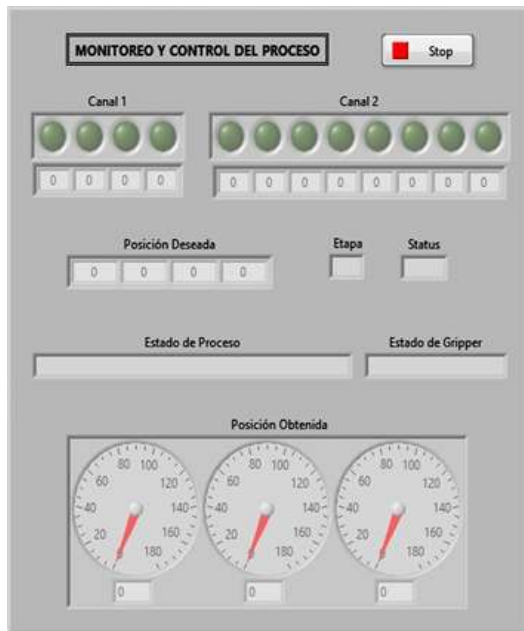 MONITOREO Y CONTROL DEL PROCESO
Stop
Canal 1
Canal 2
0 0 0 0
0 0 0 0 0 0 0 0
Posición Deseada
Etapa
Status
0 0 0 0
Estado de Proceso
Estado de Gripper
Posición Obtenida
0 20 40 60 80 100 120 140 160 180
0 20 40 60 80 100 120 140 160 180
0 20 40 60 80 100 120 140 160 180
0 0 0